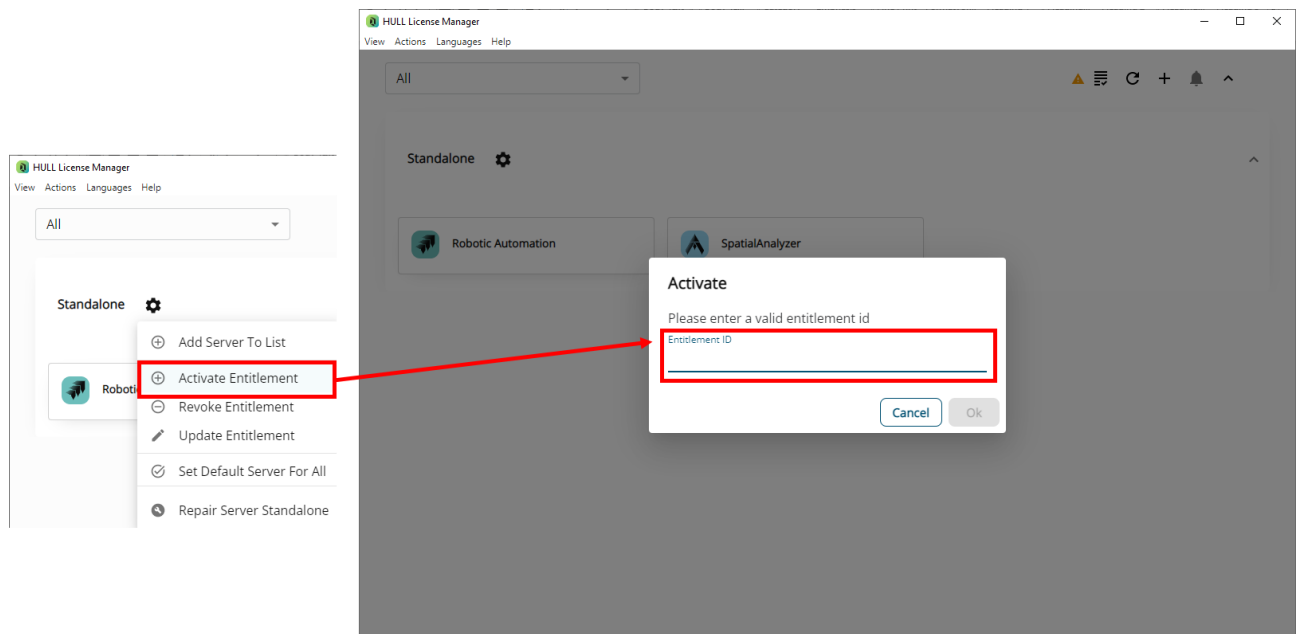 HULL License Manager
View Actions Languages Help
All
Standalone
Robotic Automation
SpatialAnalyzer
Activate
Please enter a valid entitlement id
Entitlement ID
Cancel Ok
HULL License Manager
View Actions Languages Help
All
Standalone
Add Server To List
Activate Entitlement
Roboti
Revoke Entitlement
Update Entitlement
Set Default Server For All
Repair Server Standalone